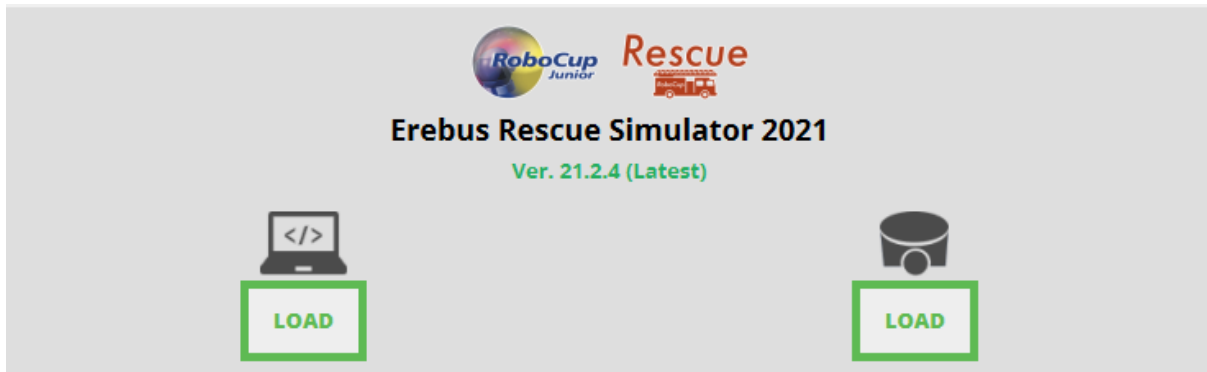 RoboCup Rescue
Junior
RoboCup
Erebus Rescue Simulator 2021
Ver. 21.2.4 (Latest)
</>
LOAD LOAD